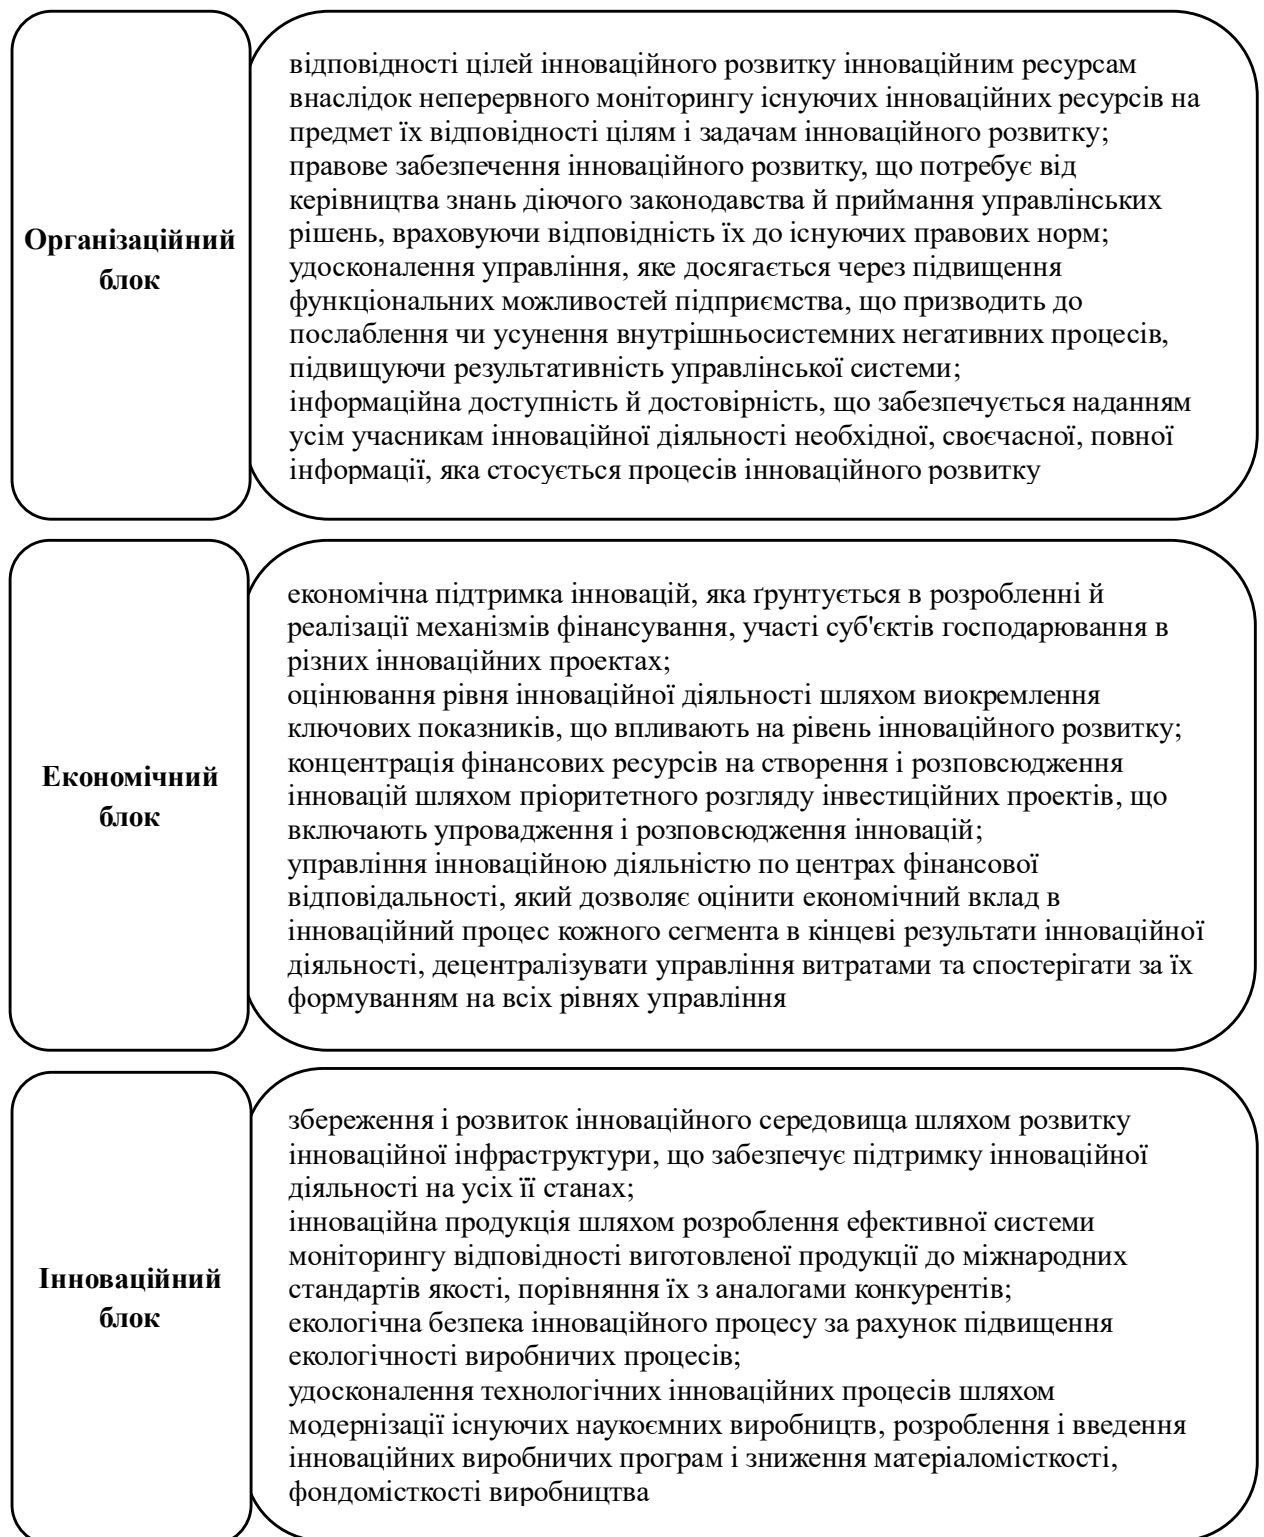 Організаційний
блок
відповідності цілей інноваційного розвитку інноваційним ресурсам
внаслідок неперервного моніторингу існуючих інноваційних ресурсів на
предмет їх відповідності цілям і задачам інноваційного розвитку;
правове забезпечення інноваційного розвитку, що потребує від
керівництва знань діючого законодавства й приймання управлінських
рішень, враховуючи відповідність їх до існуючих правових норм;
удосконалення управління, яке досягається через підвищення
функціональних можливостей підприємства, що призводить до
послаблення чи усунення внутрішньосистемних негативних процесів,
підвищуючи результативність управлінської системи;
інформаційна доступність й достовірність, що забезпечується наданням
усім учасникам інноваційної діяльності необхідної, своєчасної, повної
інформації, яка стосується процесів інноваційного розвитку
Економічний
блок
економічна підтримка інновацій, яка ґрунтується в розробленні й
реалізації механізмів фінансування, участі суб'єктів господарювання в
різних інноваційних проектах;
оцінювання рівня інноваційної діяльності шляхом виокремлення
ключових показників, що впливають на рівень інноваційного розвитку;
концентрація фінансових ресурсів на створення і розповсюдження
інновацій шляхом пріоритетного розгляду інвестиційних проектів, що
включають упровадження і розповсюдження інновацій;
управління інноваційною діяльністю по центрах фінансової
відповідальності, який дозволяє оцінити економічний вклад в
інноваційний процес кожного сегмента в кінцеві результати інноваційної
діяльності, децентралізувати управління витратами та спостерігати за їх
формуванням на всіх рівнях управління
Інноваційний
блок
збереження і розвиток інноваційного середовища шляхом розвитку
інноваційної інфраструктури, що забезпечує підтримку інноваційної
діяльності на усіх її станах;
інноваційна продукція шляхом розроблення ефективної системи
моніторингу відповідності виготовленої продукції до міжнародних
стандартів якості, порівняння їх з аналогами конкурентів;
екологічна безпека інноваційного процесу за рахунок підвищення
екологічності виробничих процесів;
удосконалення технологічних інноваційних процесів шляхом
модернізації існуючих наукоємних виробництв, розроблення і введення
інноваційних виробничих програм і зниження матеріаломісткості,
фондомісткості виробництва